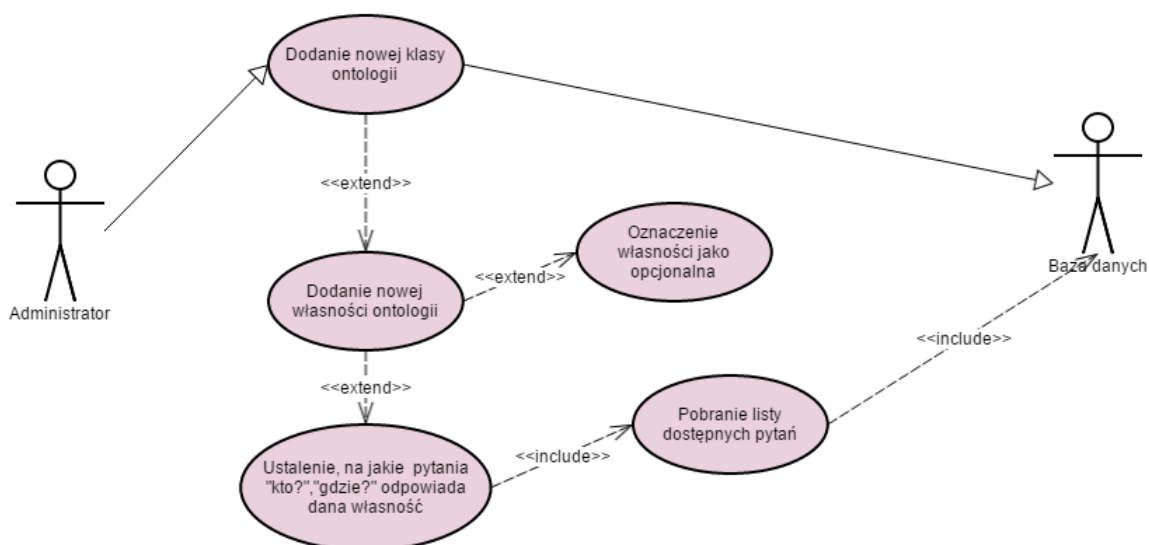 Dodanie nowej klasy
ontologii
<<extend>>
Administrator
Baza danych
Oznaczenie
własności jako
opcjonalna
<<extend>>
Dodanie nowej
własności ontologii
<<include>>
<<extend>>
Pobranie listy
dostępnych pytań
<<include>>
Ustalenie, na jakie pytania
"kto?","gdzie?" odpowiada
dana własność